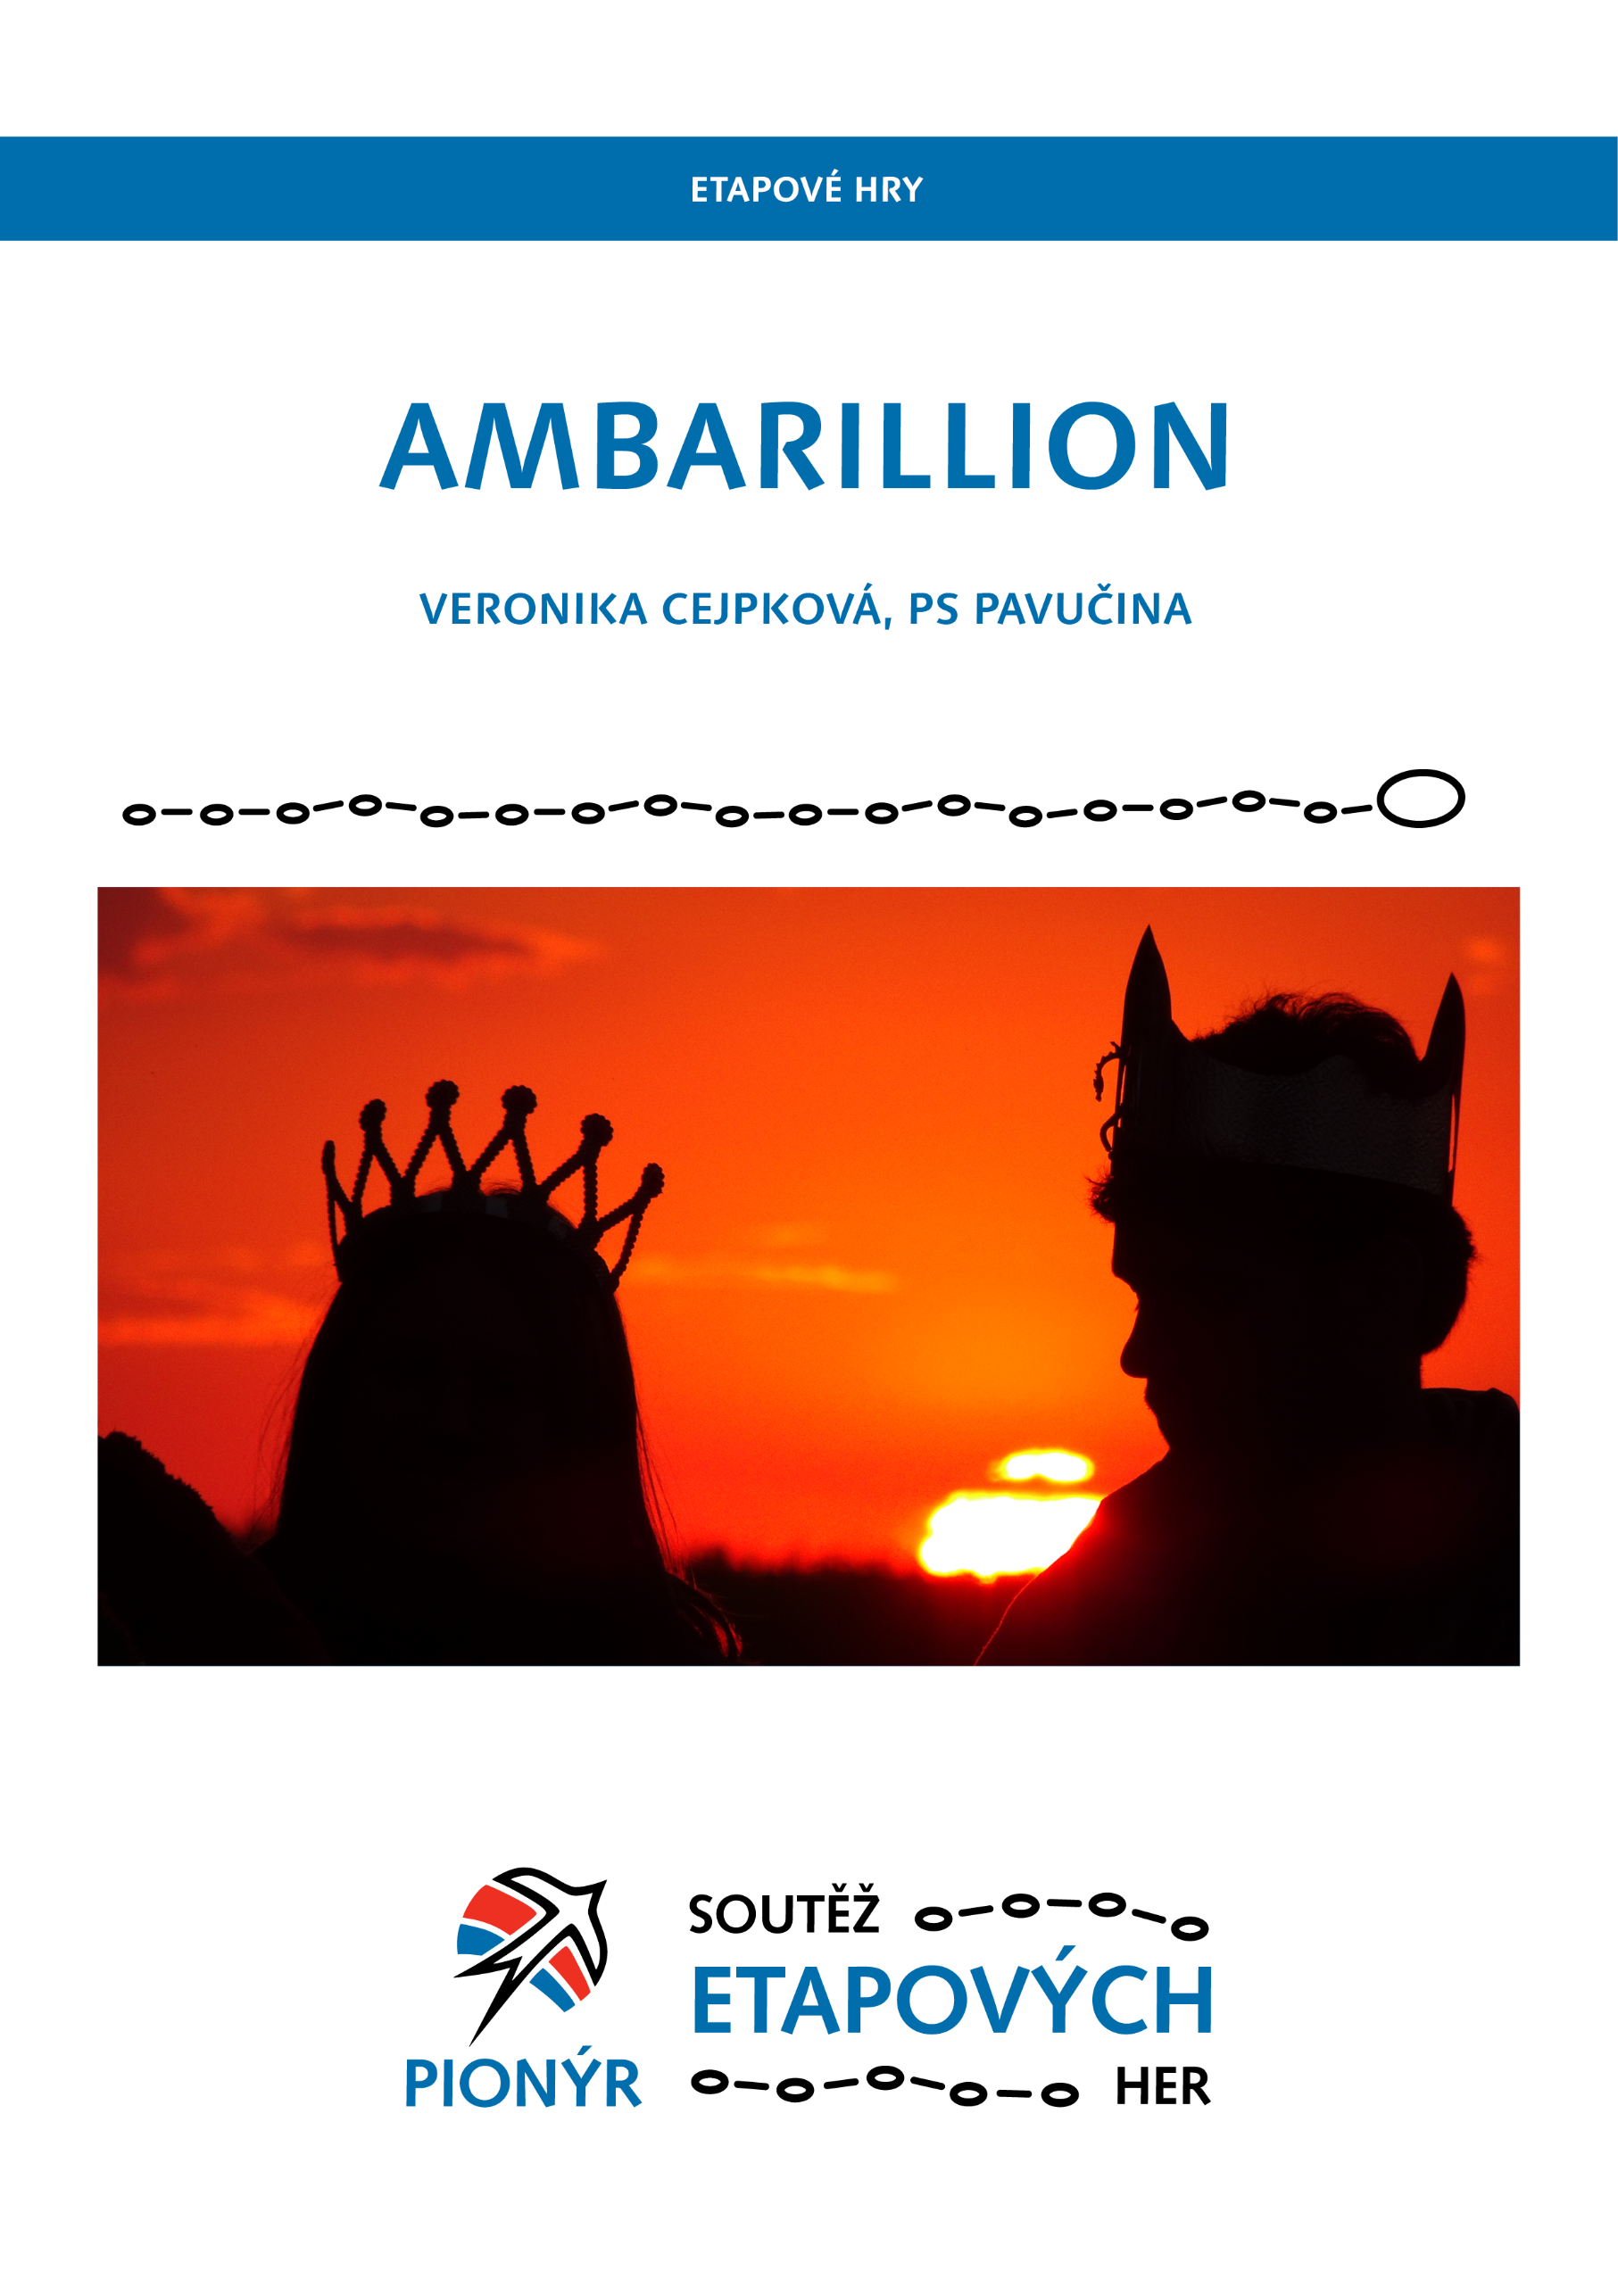 ETAPOVÉ HRY
AMBARILLION
VERONIKA CEJPKOVÁ, PS PAVUČINA
SOUTĚŽ
ETAPOVÝCH
HER
PIONÝR